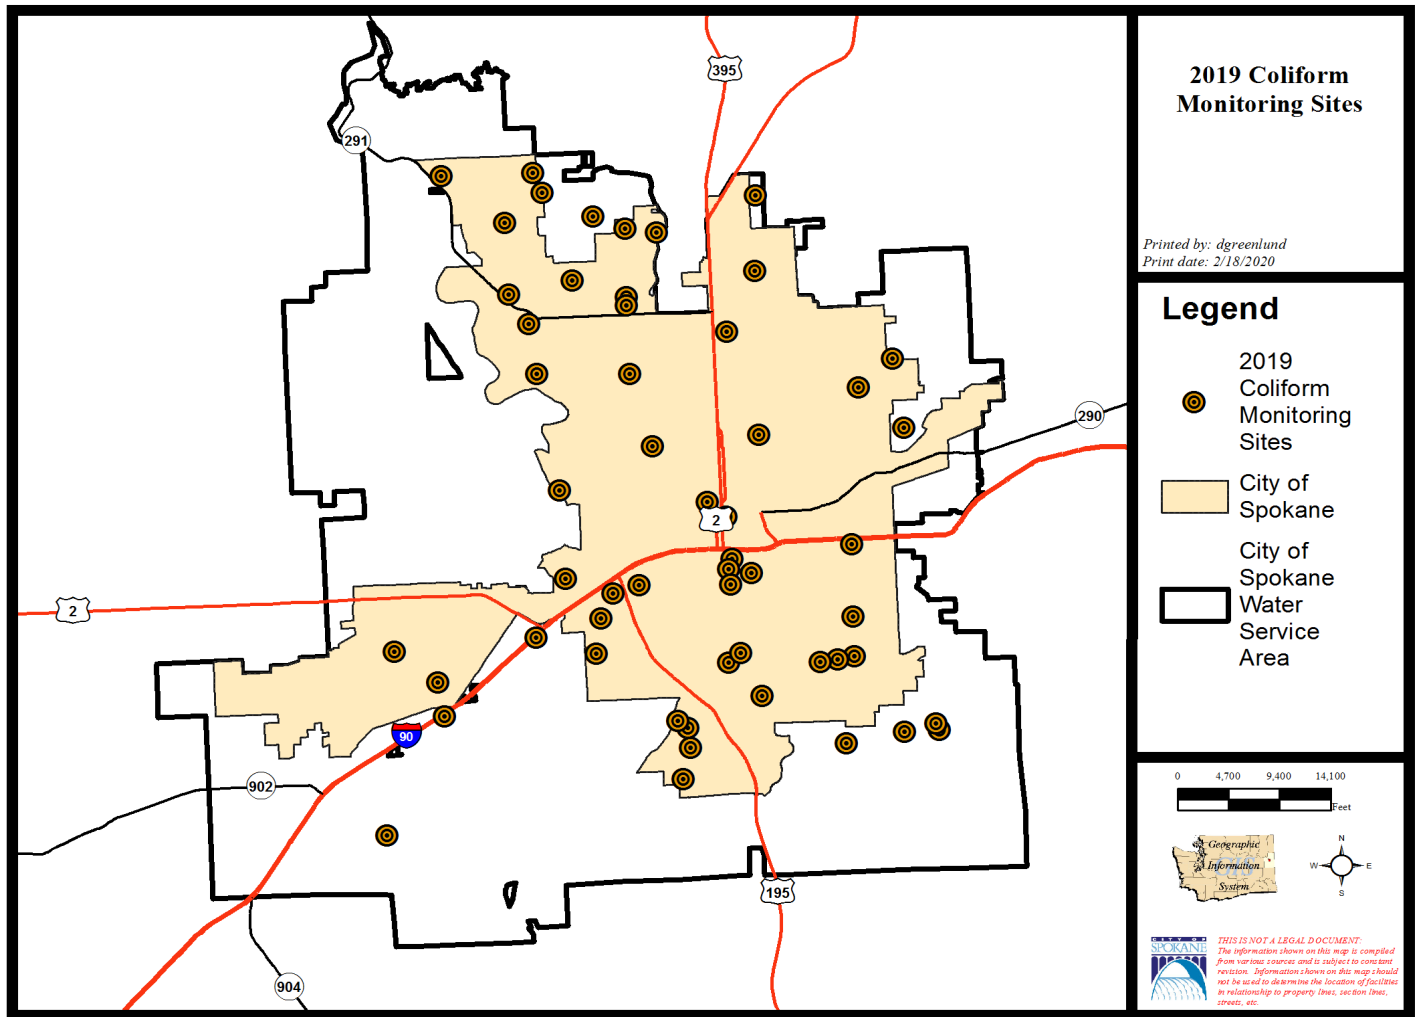 2019 Coliform
Monitoring Sites
Printed by: dgreenlund
Print date: 2/18/2020
Legend
2019
Coliform
Monitoring
Sites
City of
Spokane
City of
Spokane
Water
Service
Area
0 4,700 9,400 14,100
Feet
Geographic
Information
System
GIS
N
W E
S
CITY OF
SPOKANE
THIS IS NOT A LEGAL DOCUMENT:
The information shown on this map is compiled
from various sources and is subject to constant
revision. Information shown on this map should
not be used to determine the location of facilities
in relationship to property lines, section lines,
streets, etc.
395
291
290
2
2
90
902
195
904